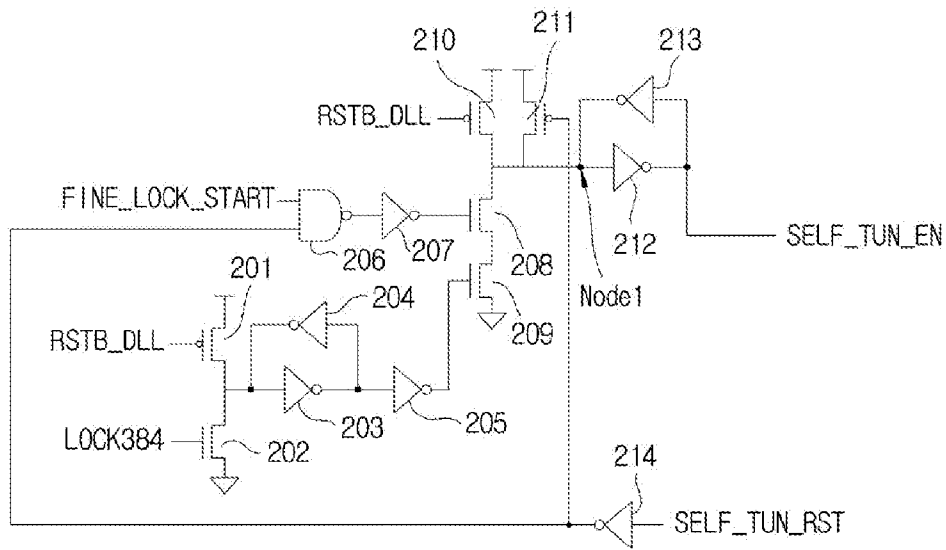 210
211
213
RSTB_DLL
FINE_LOCK_START
206
207
208
212
SELF_TUN_EN
Node1
201
204
209
RSTB_DLL
203
205
LOCK384
202
214
SELF_TUN_RST